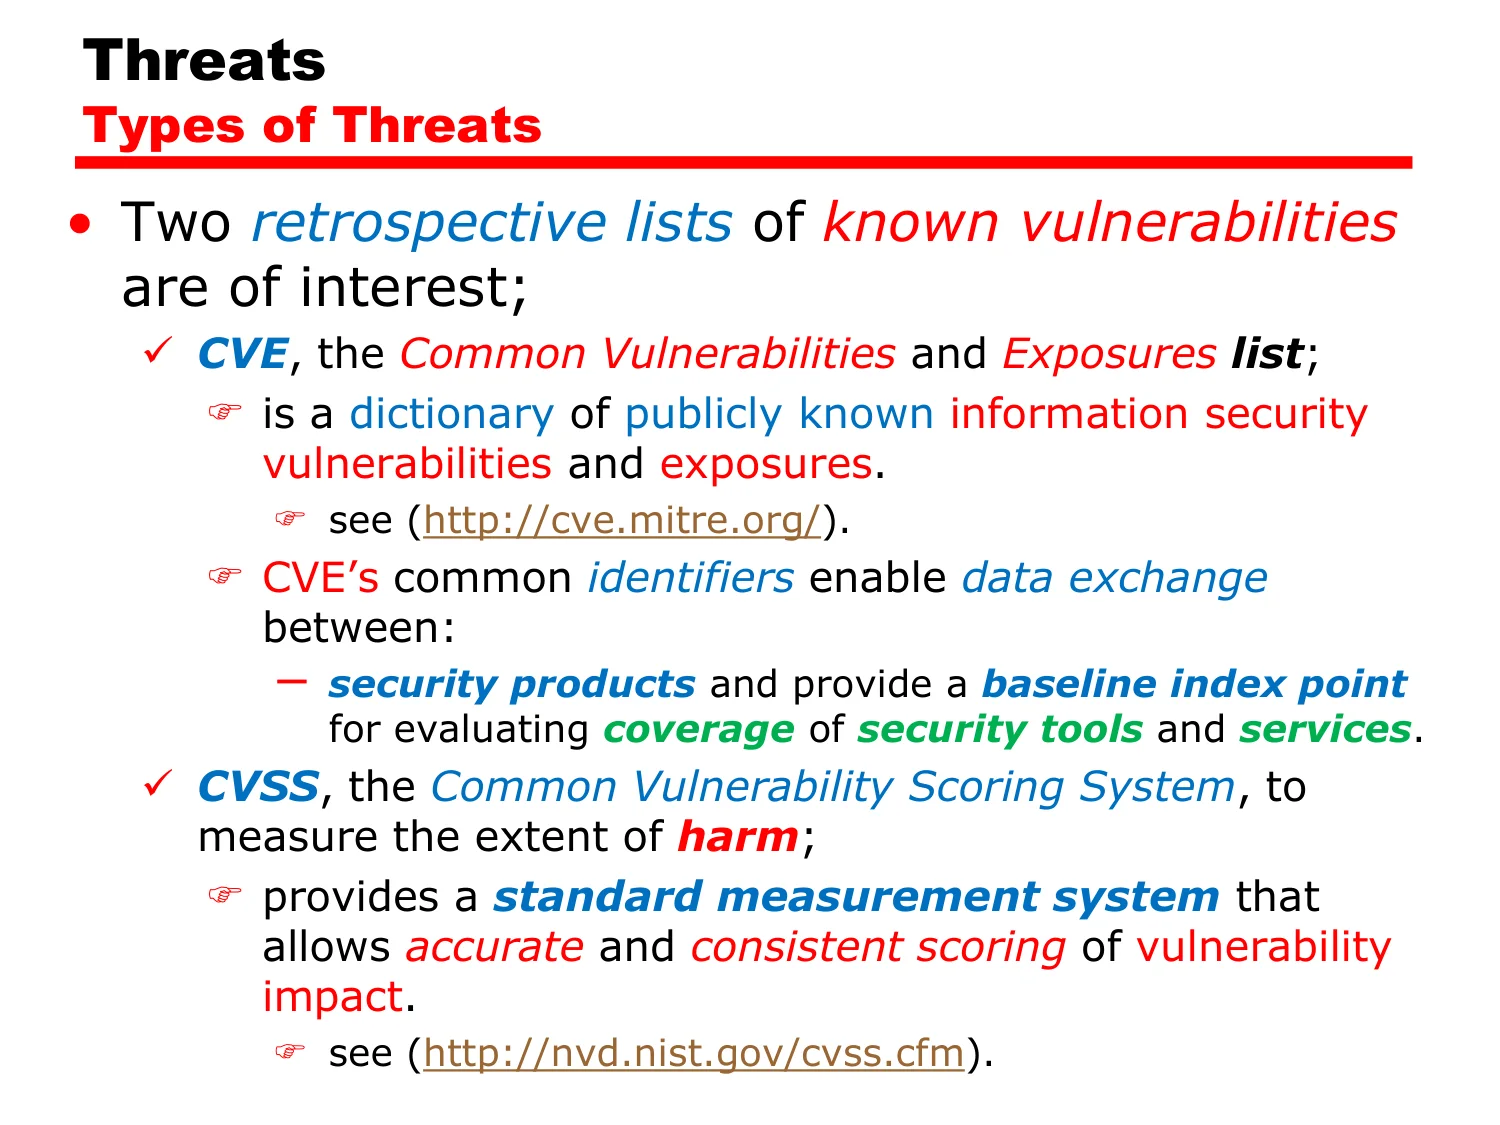 Threats
Types of Threats
• Two retrospective lists of known vulnerabilities
are of interest;
✓ CVE, the Common Vulnerabilities and Exposures list;
☞ is a dictionary of publicly known information security
vulnerabilities and exposures.
☞ see (http://cve.mitre.org/).
☞ CVE’s common identifiers enable data exchange
between:
– security products and provide a baseline index point
for evaluating coverage of security tools and services.
✓ CVSS, the Common Vulnerability Scoring System, to
measure the extent of harm;
☞ provides a standard measurement system that
allows accurate and consistent scoring of vulnerability
impact.
☞ see (http://nvd.nist.gov/cvss.cfm).